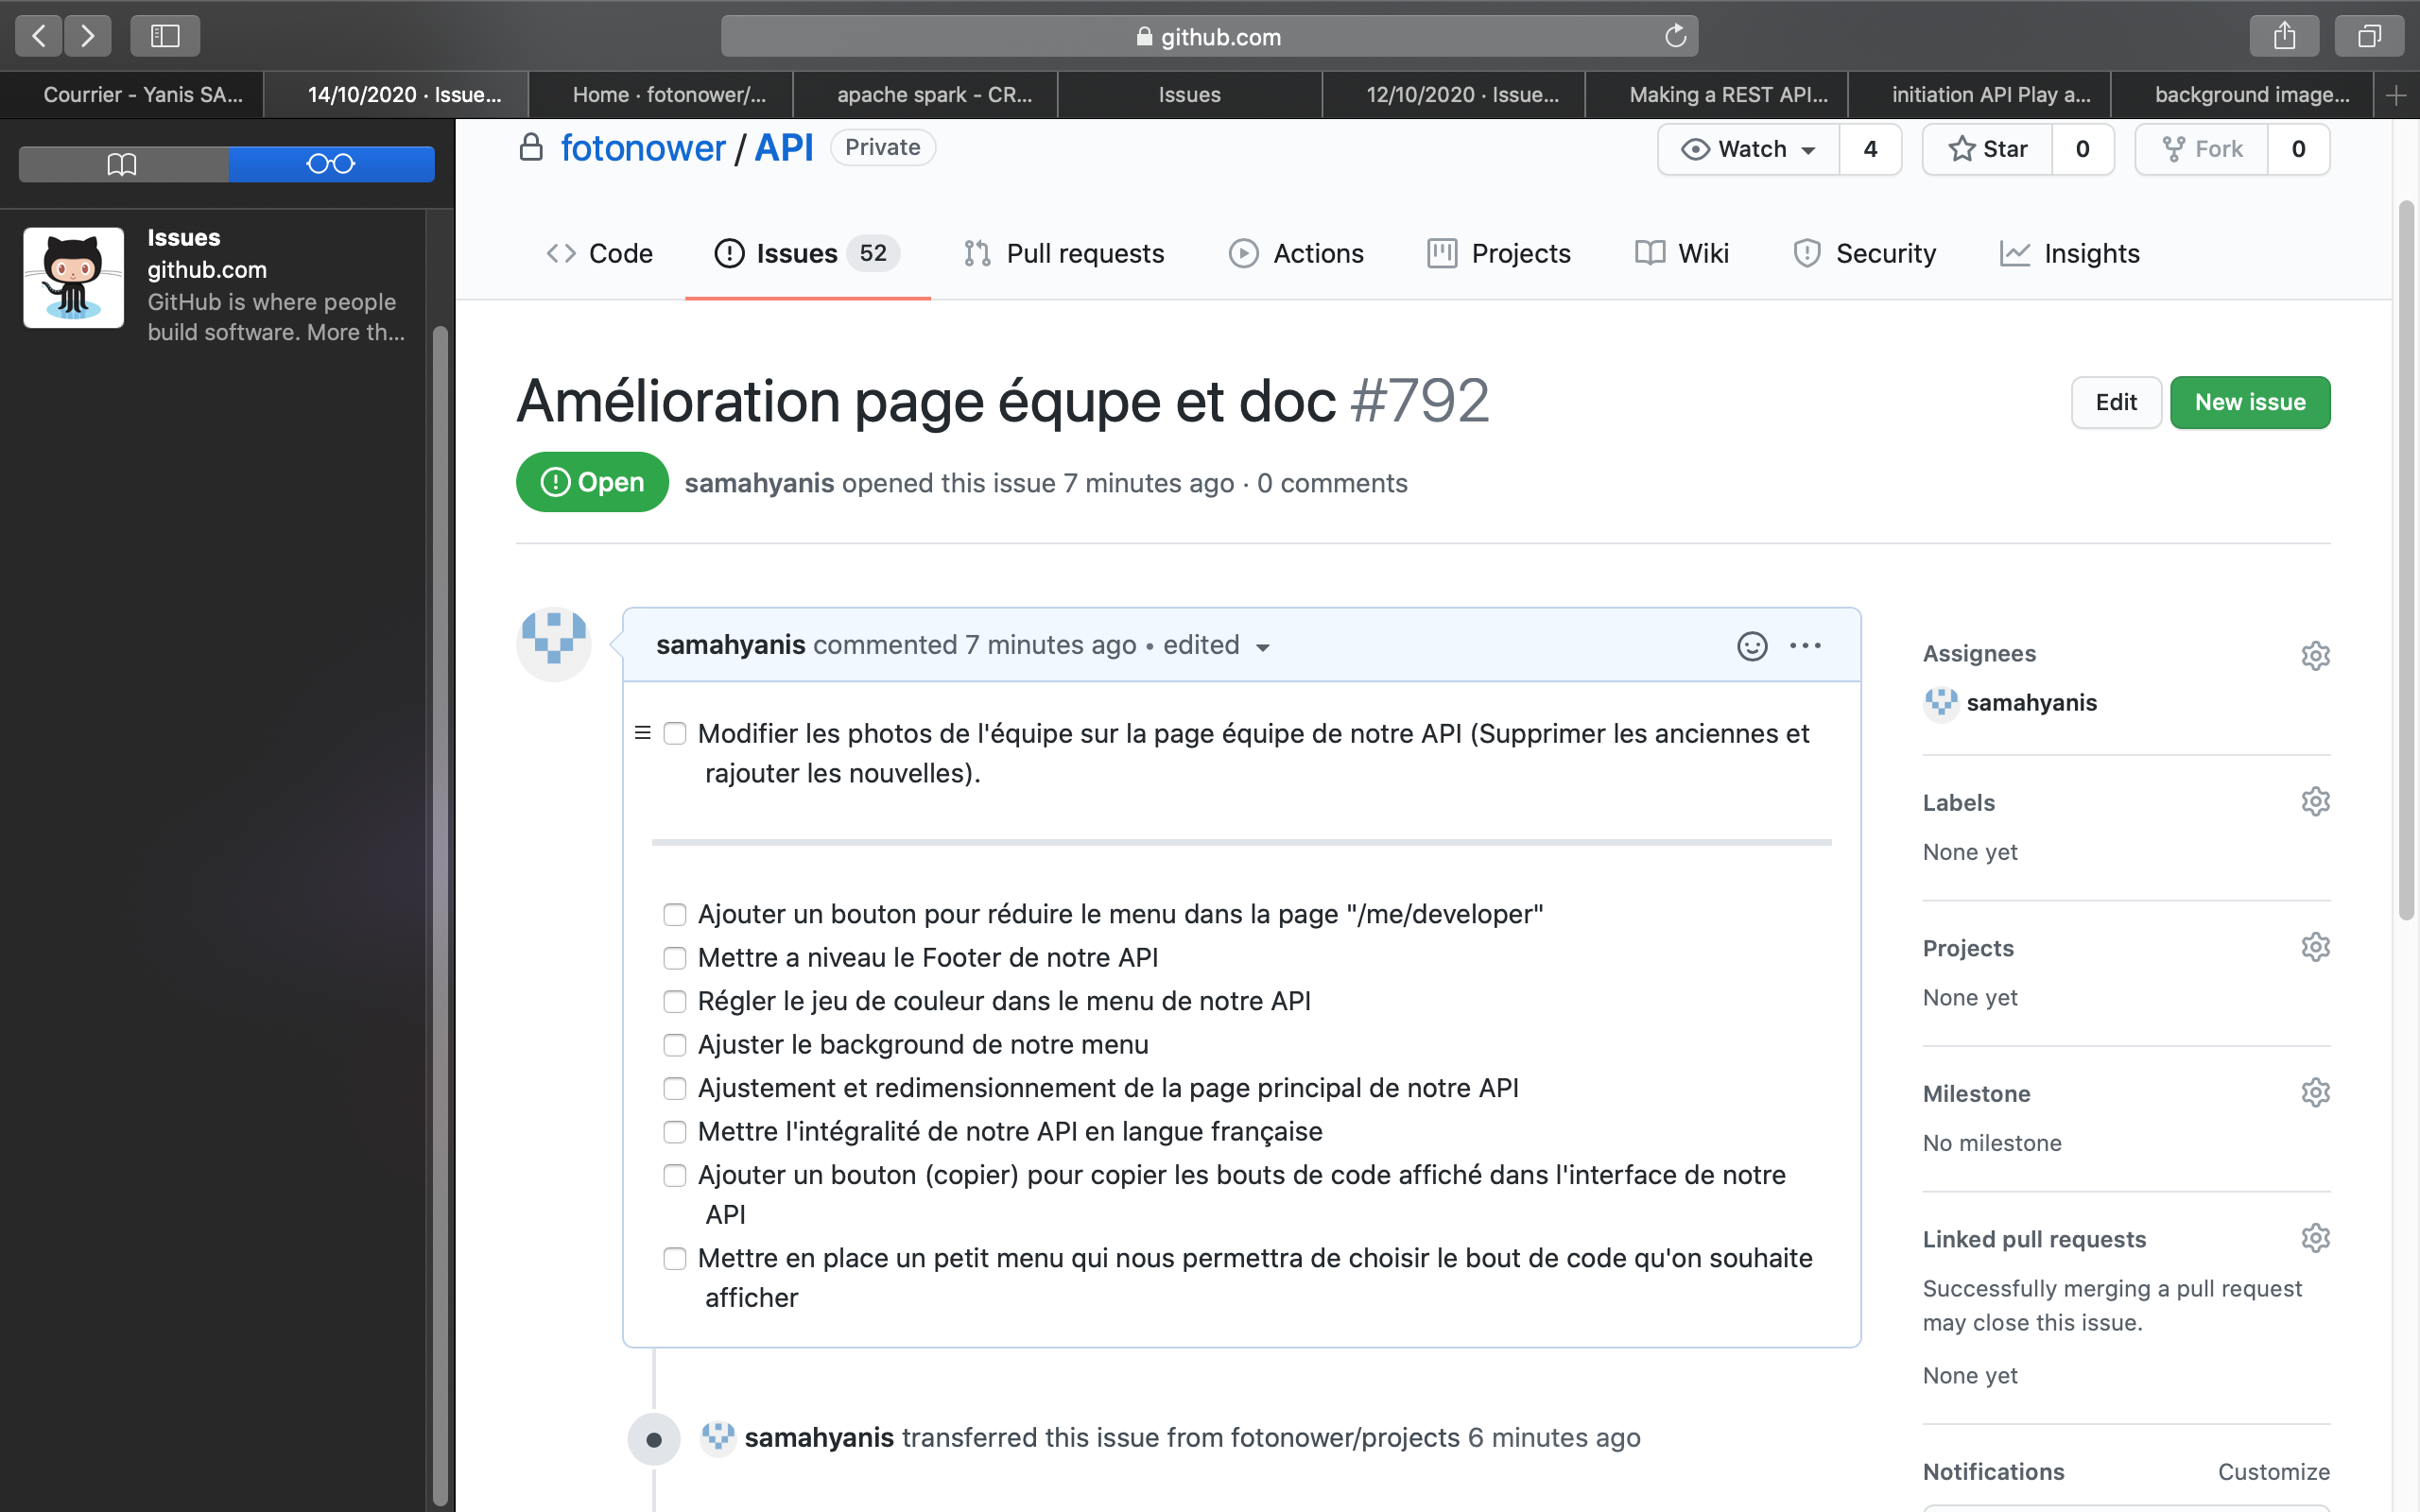 github.com
Courrier - Yanis SA...
14/10/2020 · Issue...
Home · fotonower/...
apache spark - CR...
Issues
12/10/2020 · Issue...
Making a REST API...
initiation API Play a...
background image...
Issues
github.com
GitHub is where people
build software. More th...
fotonower / API Private
Watch 4
Star 0
Fork 0
Code
Issues 52
Pull requests
Actions
Projects
Wiki
Security
Insights
Amélioration page équpe et doc #792
Edit
New issue
Open
samahyanis opened this issue 7 minutes ago · 0 comments
samahyanis commented 7 minutes ago • edited
Modifier les photos de l'équipe sur la page équipe de notre API (Supprimer les anciennes et
rajouter les nouvelles).
Ajouter un bouton pour réduire le menu dans la page "/me/developer"
Mettre a niveau le Footer de notre API
Régler le jeu de couleur dans le menu de notre API
Ajuster le background de notre menu
Ajustement et redimensionnement de la page principal de notre API
Mettre l'intégralité de notre API en langue française
Ajouter un bouton (copier) pour copier les bouts de code affiché dans l'interface de notre
API
Mettre en place un petit menu qui nous permettra de choisir le bout de code qu'on souhaite
afficher
samahyanis transferred this issue from fotonower/projects 6 minutes ago
Assignees
samahyanis
Labels
None yet
Projects
None yet
Milestone
No milestone
Linked pull requests
Successfully merging a pull request
may close this issue.
None yet
Notifications
Customize